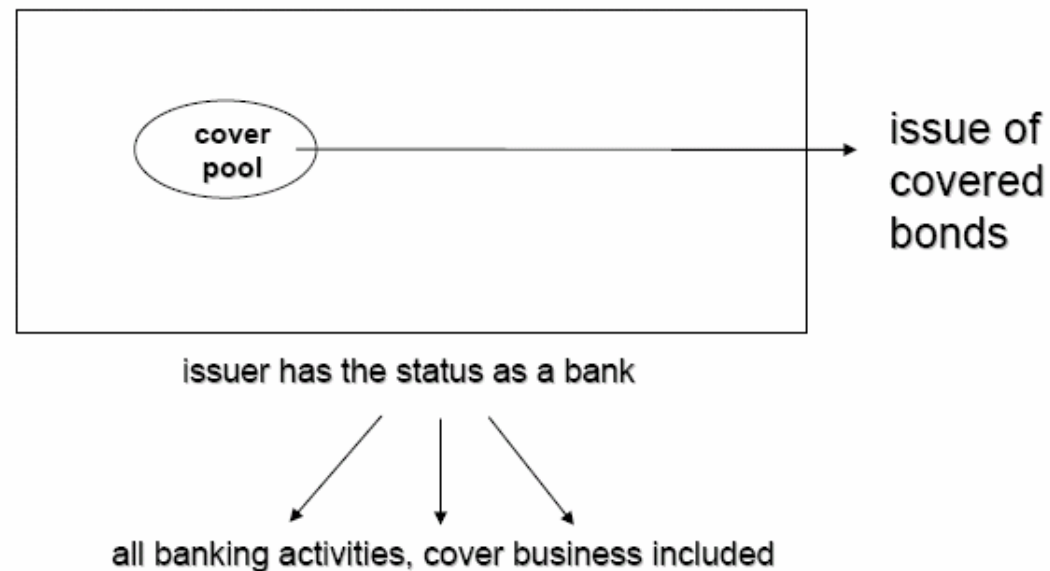 cover
pool
issue of
covered
bonds
issuer has the status as a bank
all banking activities, cover business included